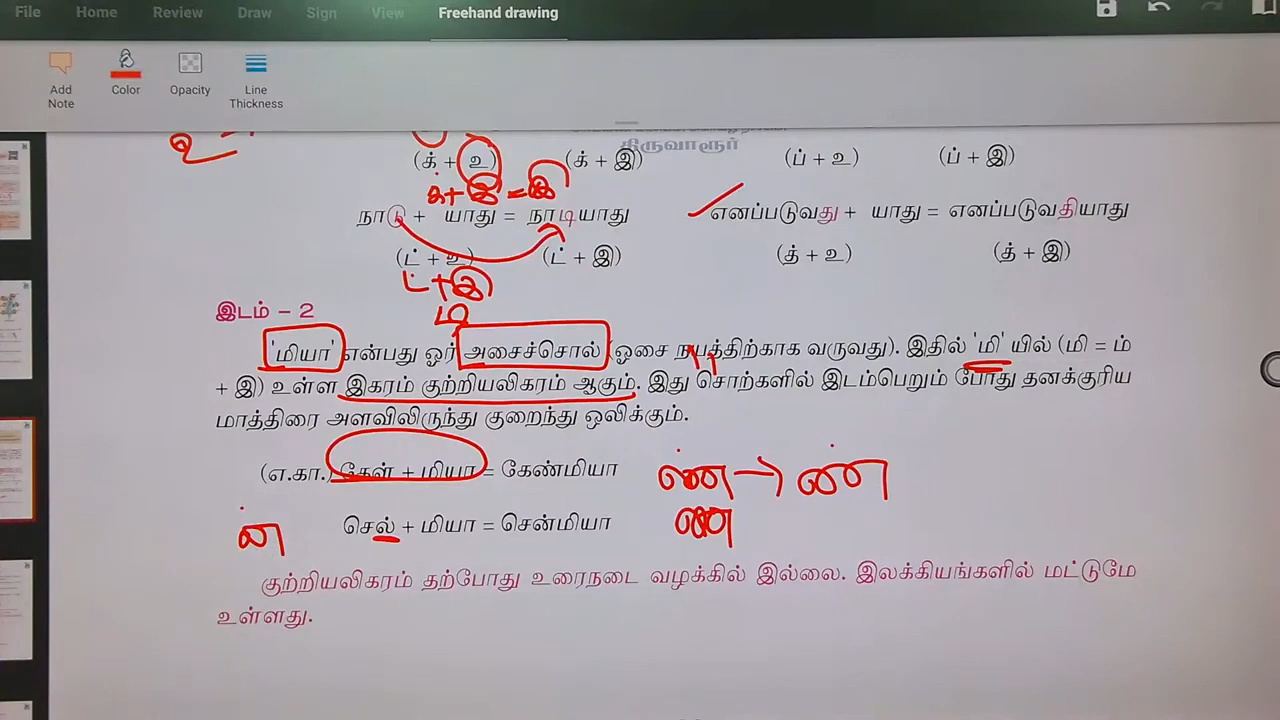 File Home Review Draw Sign View Freehand drawing
Add Note Color Opacity Line Thickness
திருவாரூர்
(க் + உ) (க் + இ) (ப் + உ) (ப் + இ)
க் + இ = இ
நாடு + யாது = நாடியாது எனப்படுவது + யாது = எனப்படுவதியாது
(ட் + உ) (ட் + இ) (த் + உ) (த் + இ)
ட் + இ
இடம் – 2
'மியா' என்பது ஓர் அசைச்சொல் (ஓசை நயத்திற்காக வருவது). இதில் 'மி' யில் (மி = ம்
+ இ) உள்ள இகரம் குற்றியலிகரம் ஆகும். இது சொற்களில் இடம்பெறும் போது தனக்குரிய
மாத்திரை அளவிலிருந்து குறைந்து ஒலிக்கும்.
(எ.கா.) கேள் + மியா = கேண்மியா
செல் + மியா = சென்மியா
ன்
குற்றியலிகரம் தற்போது உரைநடை வழக்கில் இல்லை. இலக்கியங்களில் மட்டுமே
உள்ளது.